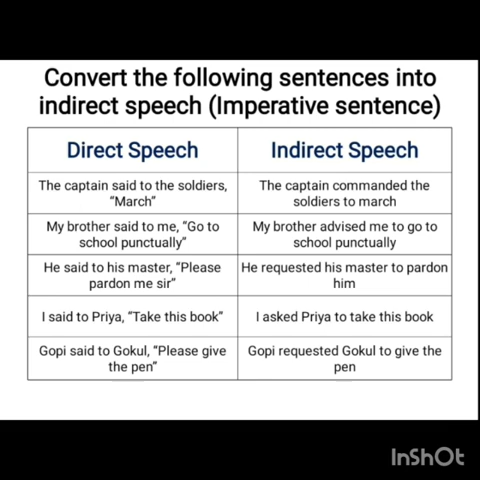 Convert the following sentences into
indirect speech (Imperative sentence)
Direct Speech
Indirect Speech
The captain said to the soldiers,
“March”
The captain commanded the
soldiers to march
My brother said to me, “Go to
school punctually”
My brother advised me to go to
school punctually
He said to his master, “Please
pardon me sir”
He requested his master to pardon
him
I said to Priya, “Take this book”
I asked Priya to take this book
Gopi said to Gokul, “Please give
the pen”
Gopi requested Gokul to give the
pen
InShOt